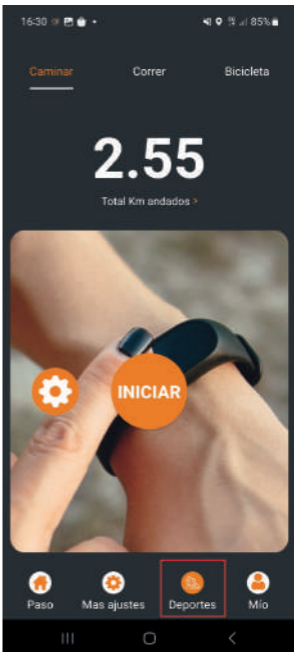 16:30
85%
Caminar Correr Bicicleta
2.55
Total Km andados >
INICIAR
Paso Mas ajustes Deportes Mío